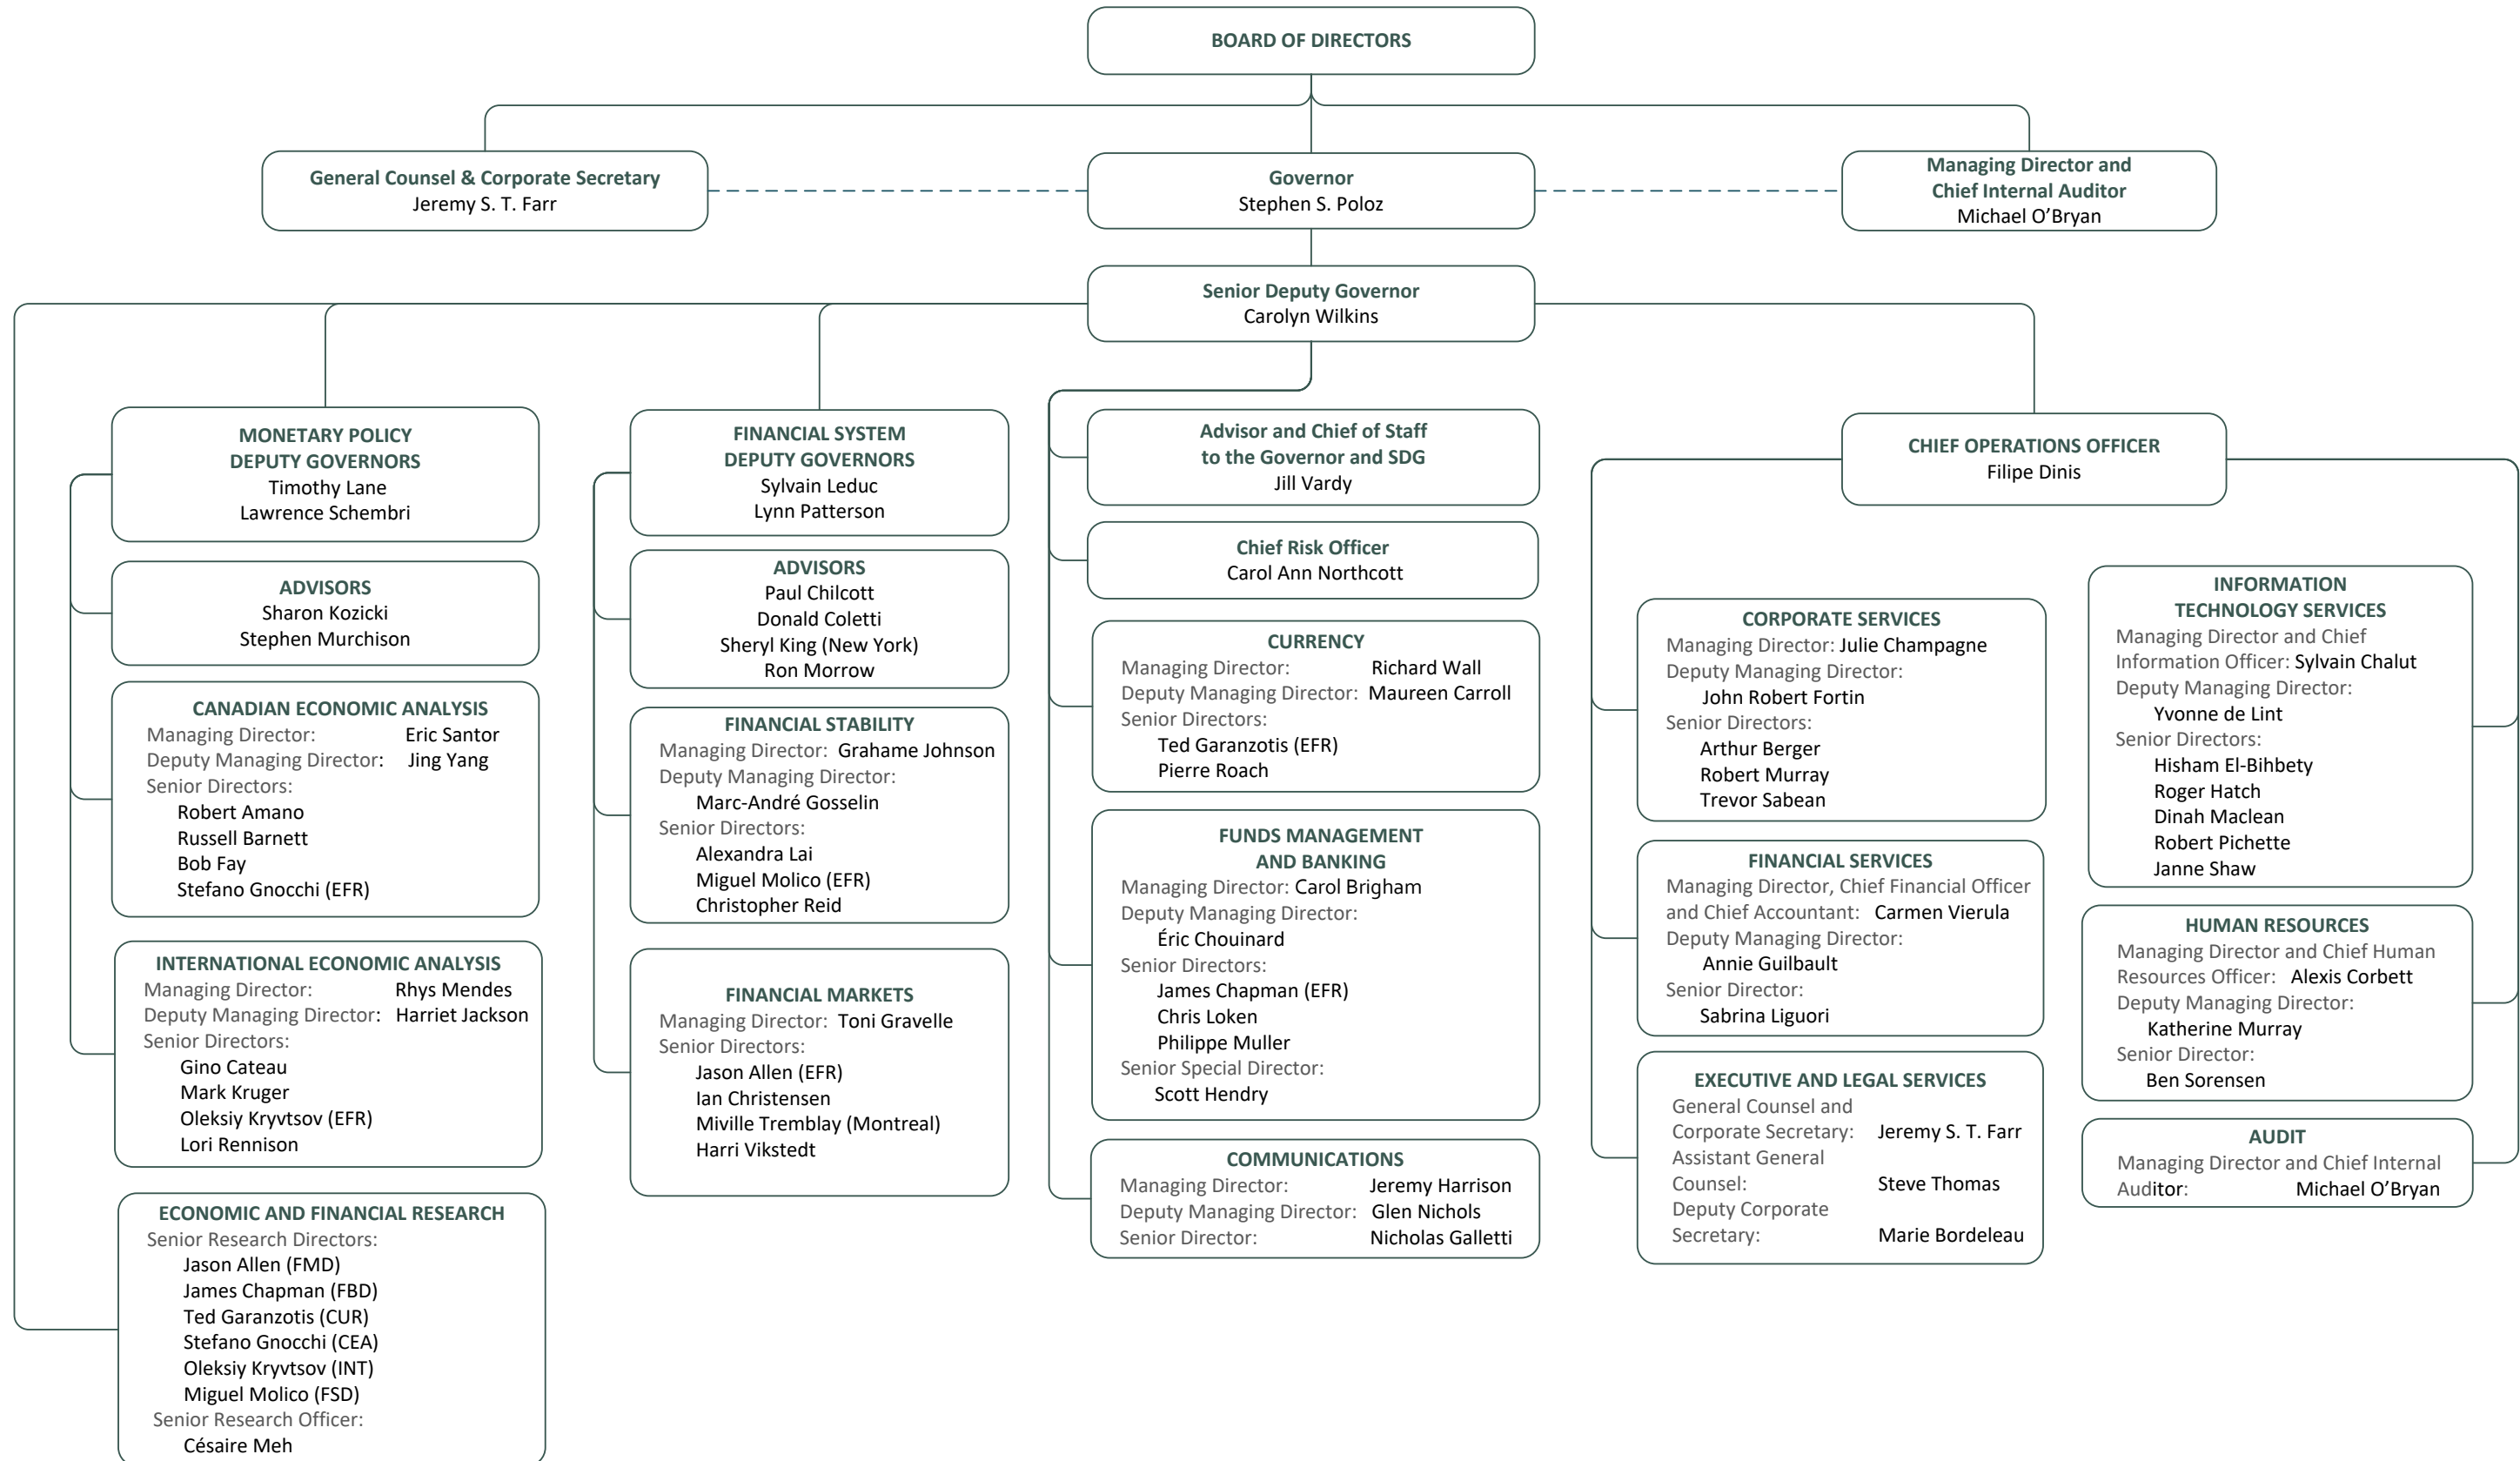 BOARD OF DIRECTORS
General Counsel & Corporate Secretary
Jeremy S. T. Farr
Governor
Stephen S. Poloz
Managing Director and
Chief Internal Auditor
Michael O’Bryan
Senior Deputy Governor
Carolyn Wilkins
MONETARY POLICY
DEPUTY GOVERNORS
Timothy Lane
Lawrence Schembri
ADVISORS
Sharon Kozicki
Stephen Murchison
CANADIAN ECONOMIC ANALYSIS
Managing Director: Eric Santor
Deputy Managing Director: Jing Yang
Senior Directors:
Robert Amano
Russell Barnett
Bob Fay
Stefano Gnocchi (EFR)
INTERNATIONAL ECONOMIC ANALYSIS
Managing Director: Rhys Mendes
Deputy Managing Director: Harriet Jackson
Senior Directors:
Gino Cateau
Mark Kruger
Oleksiy Kryvtsov (EFR)
Lori Rennison
ECONOMIC AND FINANCIAL RESEARCH
Senior Research Directors:
Jason Allen (FMD)
James Chapman (FBD)
Ted Garanzotis (CUR)
Stefano Gnocchi (CEA)
Oleksiy Kryvtsov (INT)
Miguel Molico (FSD)
Senior Research Officer:
Césaire Meh
FINANCIAL SYSTEM
DEPUTY GOVERNORS
Sylvain Leduc
Lynn Patterson
ADVISORS
Paul Chilcott
Donald Coletti
Sheryl King (New York)
Ron Morrow
FINANCIAL STABILITY
Managing Director: Grahame Johnson
Deputy Managing Director:
Marc-André Gosselin
Senior Directors:
Alexandra Lai
Miguel Molico (EFR)
Christopher Reid
FINANCIAL MARKETS
Managing Director: Toni Gravelle
Senior Directors:
Jason Allen (EFR)
Ian Christensen
Miville Tremblay (Montreal)
Harri Vikstedt
Advisor and Chief of Staff
to the Governor and SDG
Jill Vardy
Chief Risk Officer
Carol Ann Northcott
CURRENCY
Managing Director: Richard Wall
Deputy Managing Director: Maureen Carroll
Senior Directors:
Ted Garanzotis (EFR)
Pierre Roach
FUNDS MANAGEMENT
AND BANKING
Managing Director: Carol Brigham
Deputy Managing Director:
Éric Chouinard
Senior Directors:
James Chapman (EFR)
Chris Loken
Philippe Muller
Senior Special Director:
Scott Hendry
COMMUNICATIONS
Managing Director: Jeremy Harrison
Deputy Managing Director: Glen Nichols
Senior Director: Nicholas Galletti
CHIEF OPERATIONS OFFICER
Filipe Dinis
CORPORATE SERVICES
Managing Director: Julie Champagne
Deputy Managing Director:
John Robert Fortin
Senior Directors:
Arthur Berger
Robert Murray
Trevor Sabean
FINANCIAL SERVICES
Managing Director, Chief Financial Officer
and Chief Accountant: Carmen Vierula
Deputy Managing Director:
Annie Guilbault
Senior Director:
Sabrina Liguori
EXECUTIVE AND LEGAL SERVICES
General Counsel and
Corporate Secretary: Jeremy S. T. Farr
Assistant General
Counsel: Steve Thomas
Deputy Corporate
Secretary: Marie Bordeleau
INFORMATION
TECHNOLOGY SERVICES
Managing Director and Chief
Information Officer: Sylvain Chalut
Deputy Managing Director:
Yvonne de Lint
Senior Directors:
Hisham El-Bihbety
Roger Hatch
Dinah Maclean
Robert Pichette
Janne Shaw
HUMAN RESOURCES
Managing Director and Chief Human
Resources Officer: Alexis Corbett
Deputy Managing Director:
Katherine Murray
Senior Director:
Ben Sorensen
AUDIT
Managing Director and Chief Internal
Auditor: Michael O’Bryan